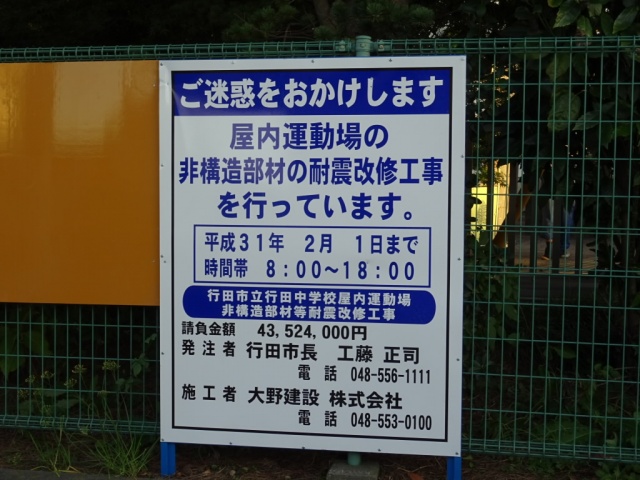 ご迷惑をおかけします
屋内運動場の
非構造部材の耐震改修工事
を行っています。
平成31年 2月 1日まで
時間帯 8:00～18:00
行田市立行田中学校屋内運動場
非構造部材等耐震改修工事
請負金額 43,524,000円
発注者 行田市長 工藤 正司
電話 048-556-1111
施工者 大野建設 株式会社
電話 048-553-0100